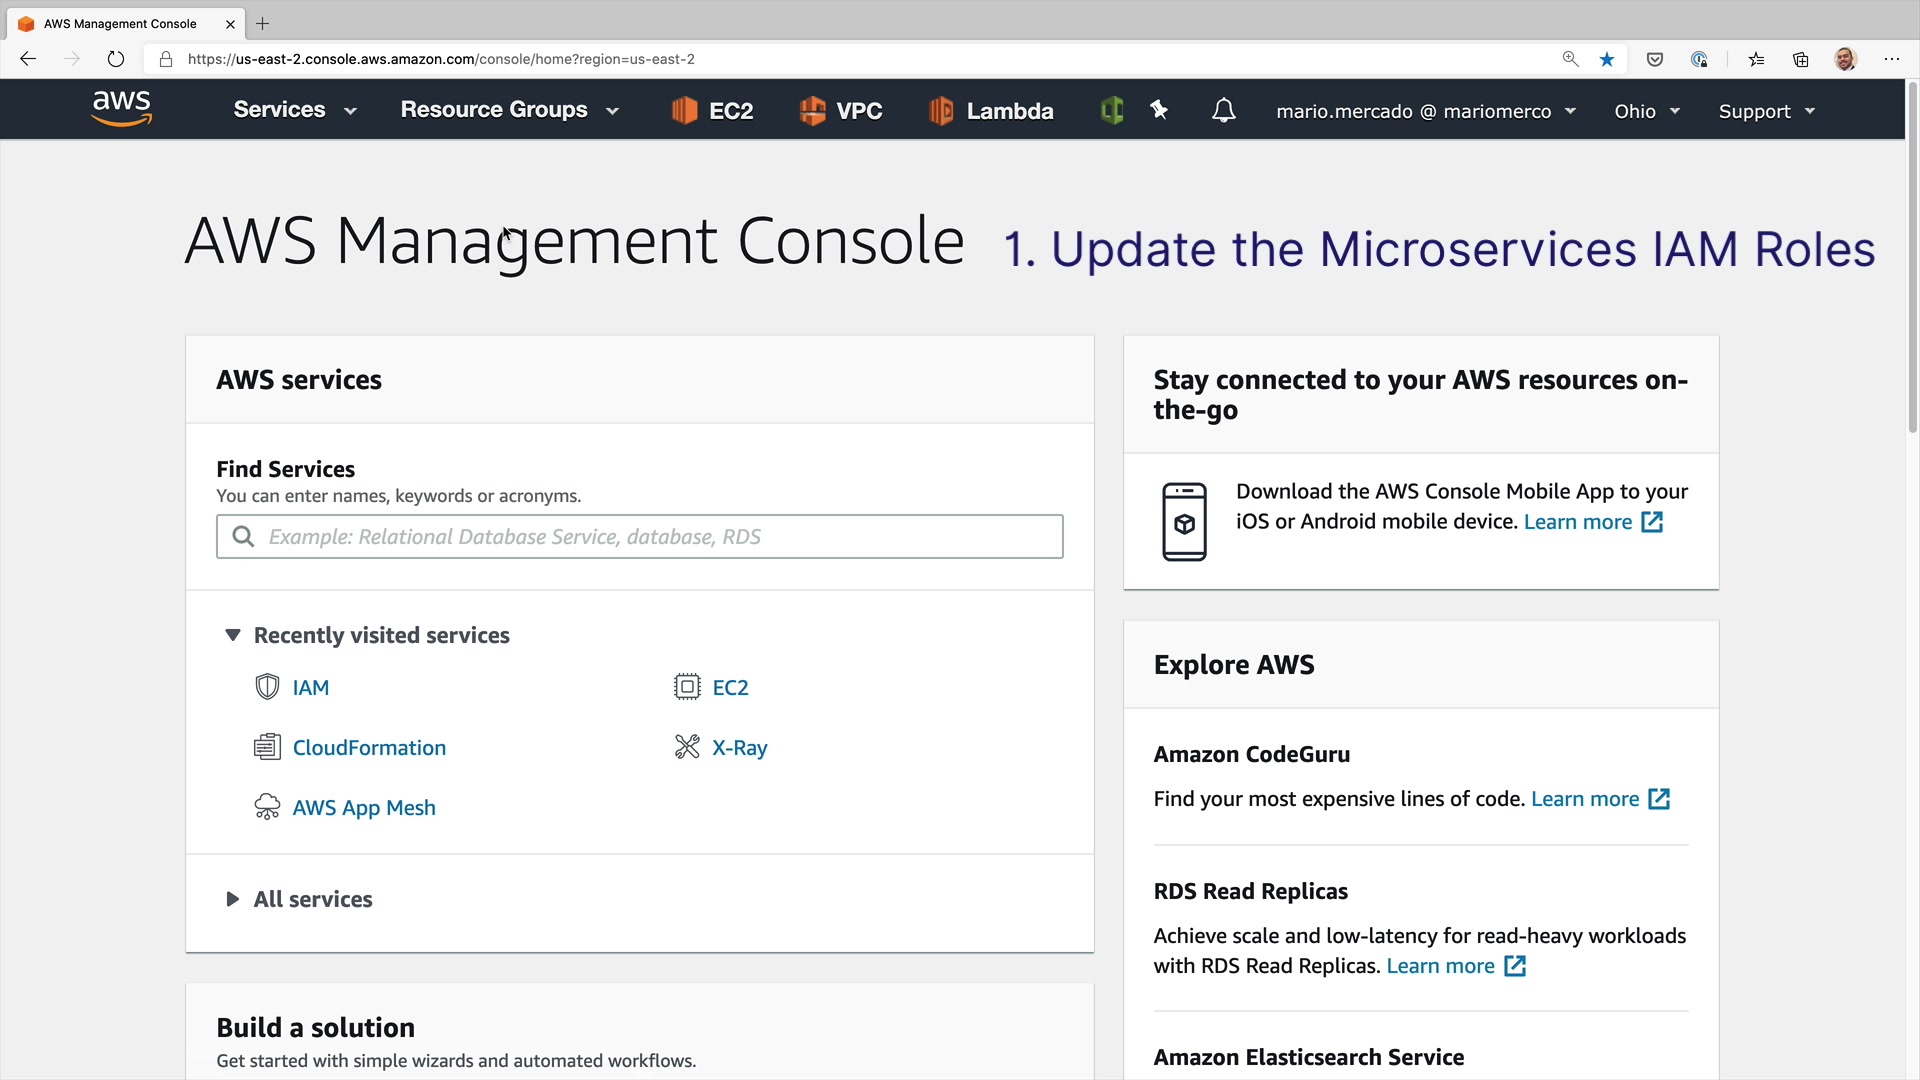 AWS Management Console
https://us-east-2.console.aws.amazon.com/console/home?region=us-east-2
aws
Services
Resource Groups
EC2
VPC
Lambda
mario.mercado @ mariomerco
Ohio
Support
AWS Management Console
1. Update the Microservices IAM Roles
AWS services
Find Services
You can enter names, keywords or acronyms.
Example: Relational Database Service, database, RDS
Recently visited services
IAM
EC2
CloudFormation
X-Ray
AWS App Mesh
All services
Build a solution
Get started with simple wizards and automated workflows.
Stay connected to your AWS resources on-
the-go
Download the AWS Console Mobile App to your
iOS or Android mobile device. Learn more
Explore AWS
Amazon CodeGuru
Find your most expensive lines of code. Learn more
RDS Read Replicas
Achieve scale and low-latency for read-heavy workloads
with RDS Read Replicas. Learn more
Amazon Elasticsearch Service